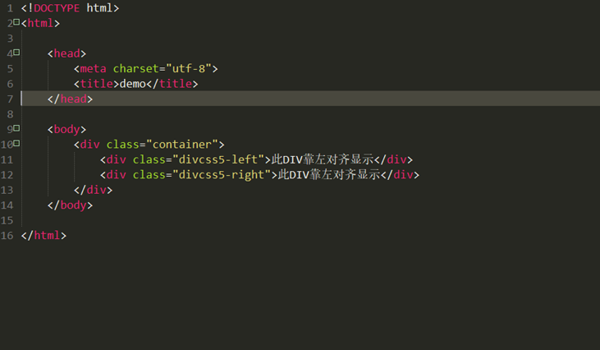 1 <!DOCTYPE html>
2 <html>
3
4 <head>
5 <meta charset="utf-8">
6 <title>demo</title>
7 </head>
8
9 <body>
10 <div class="container">
11 <div class="divcss5-left">此DIV靠左对齐显示</div>
12 <div class="divcss5-right">此DIV靠左对齐显示</div>
13 </div>
14 </body>
15
16 </html>